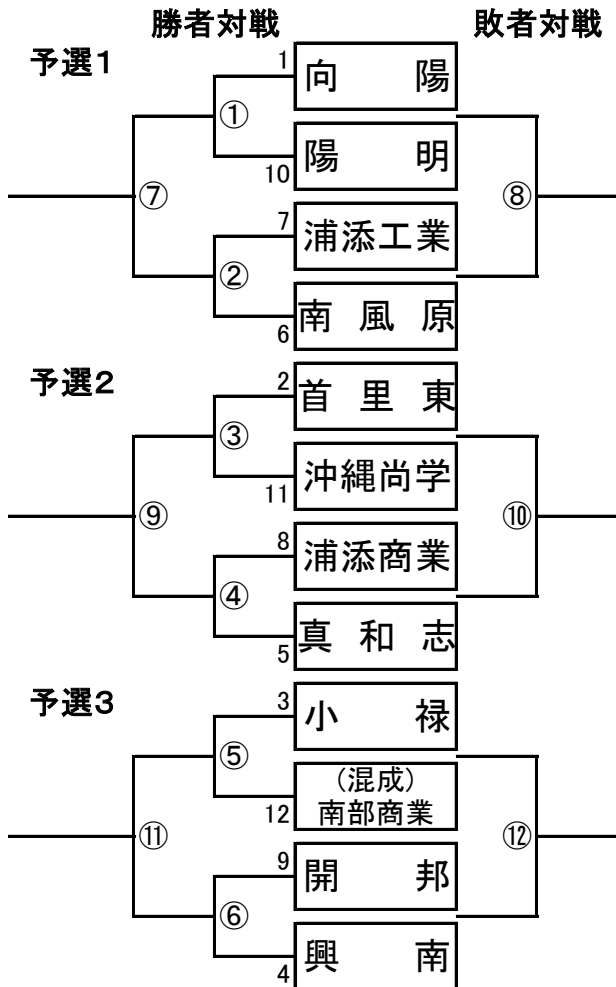 勝者対戦 敗者対戦
予選1
1 向陽
①
10 陽明
⑦ ⑧
7 浦添工業
②
6 南風原
予選2
2 首里東
③
11 沖縄尚学
⑨ ⑩
8 浦添商業
④
5 真和志
予選3
3 小禄
⑤
(混成)
12 南部商業
⑪ ⑫
9 開邦
⑥
4 興南